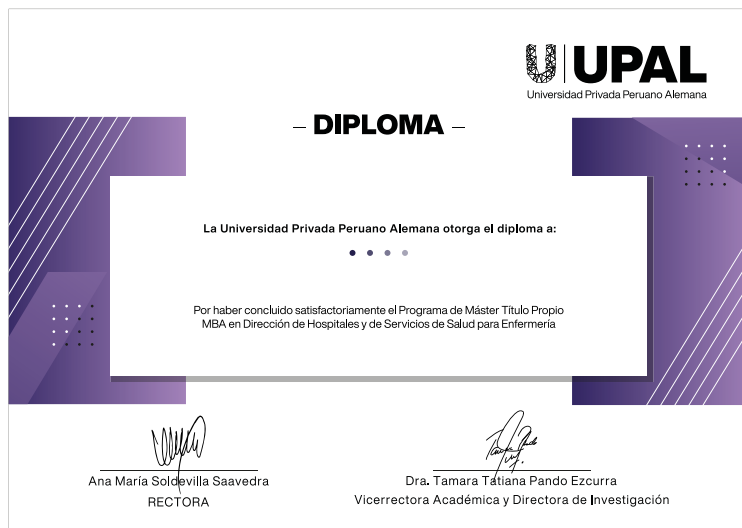 UPAL
Universidad Privada Peruano Alemana
– DIPLOMA –
La Universidad Privada Peruano Alemana otorga el diploma a:
Por haber concluido satisfactoriamente el Programa de Máster Título Propio
MBA en Dirección de Hospitales y de Servicios de Salud para Enfermería
Ana María Soldevilla Saavedra
RECTORA
Dra. Tamara Tatiana Pando Ezcurra
Vicerrectora Académica y Directora de Investigación